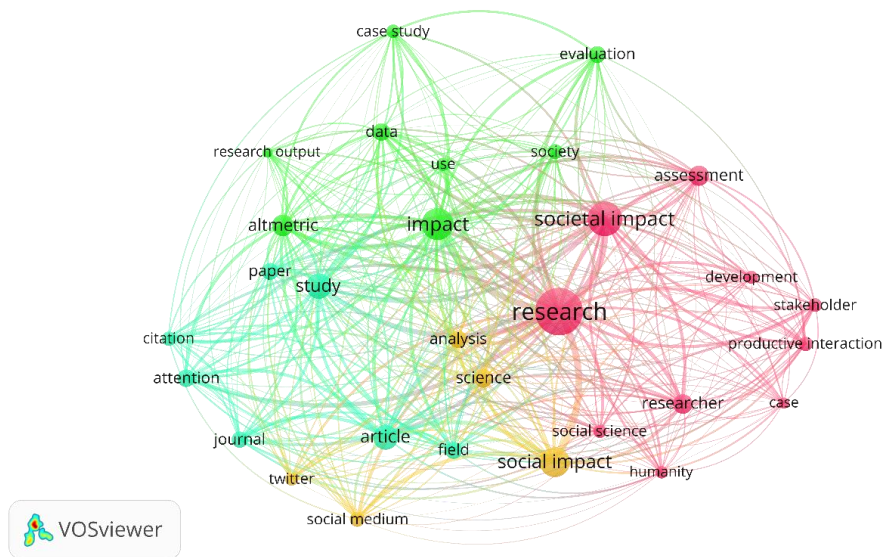 case study
evaluation
data
research output
use
society
assessment
altmetric
impact
societal impact
paper
study
development
research
stakeholder
citation
analysis
productive interaction
attention
science
researcher
case
journal
article
field
social science
social impact
humanity
twitter
social medium
VOSviewer